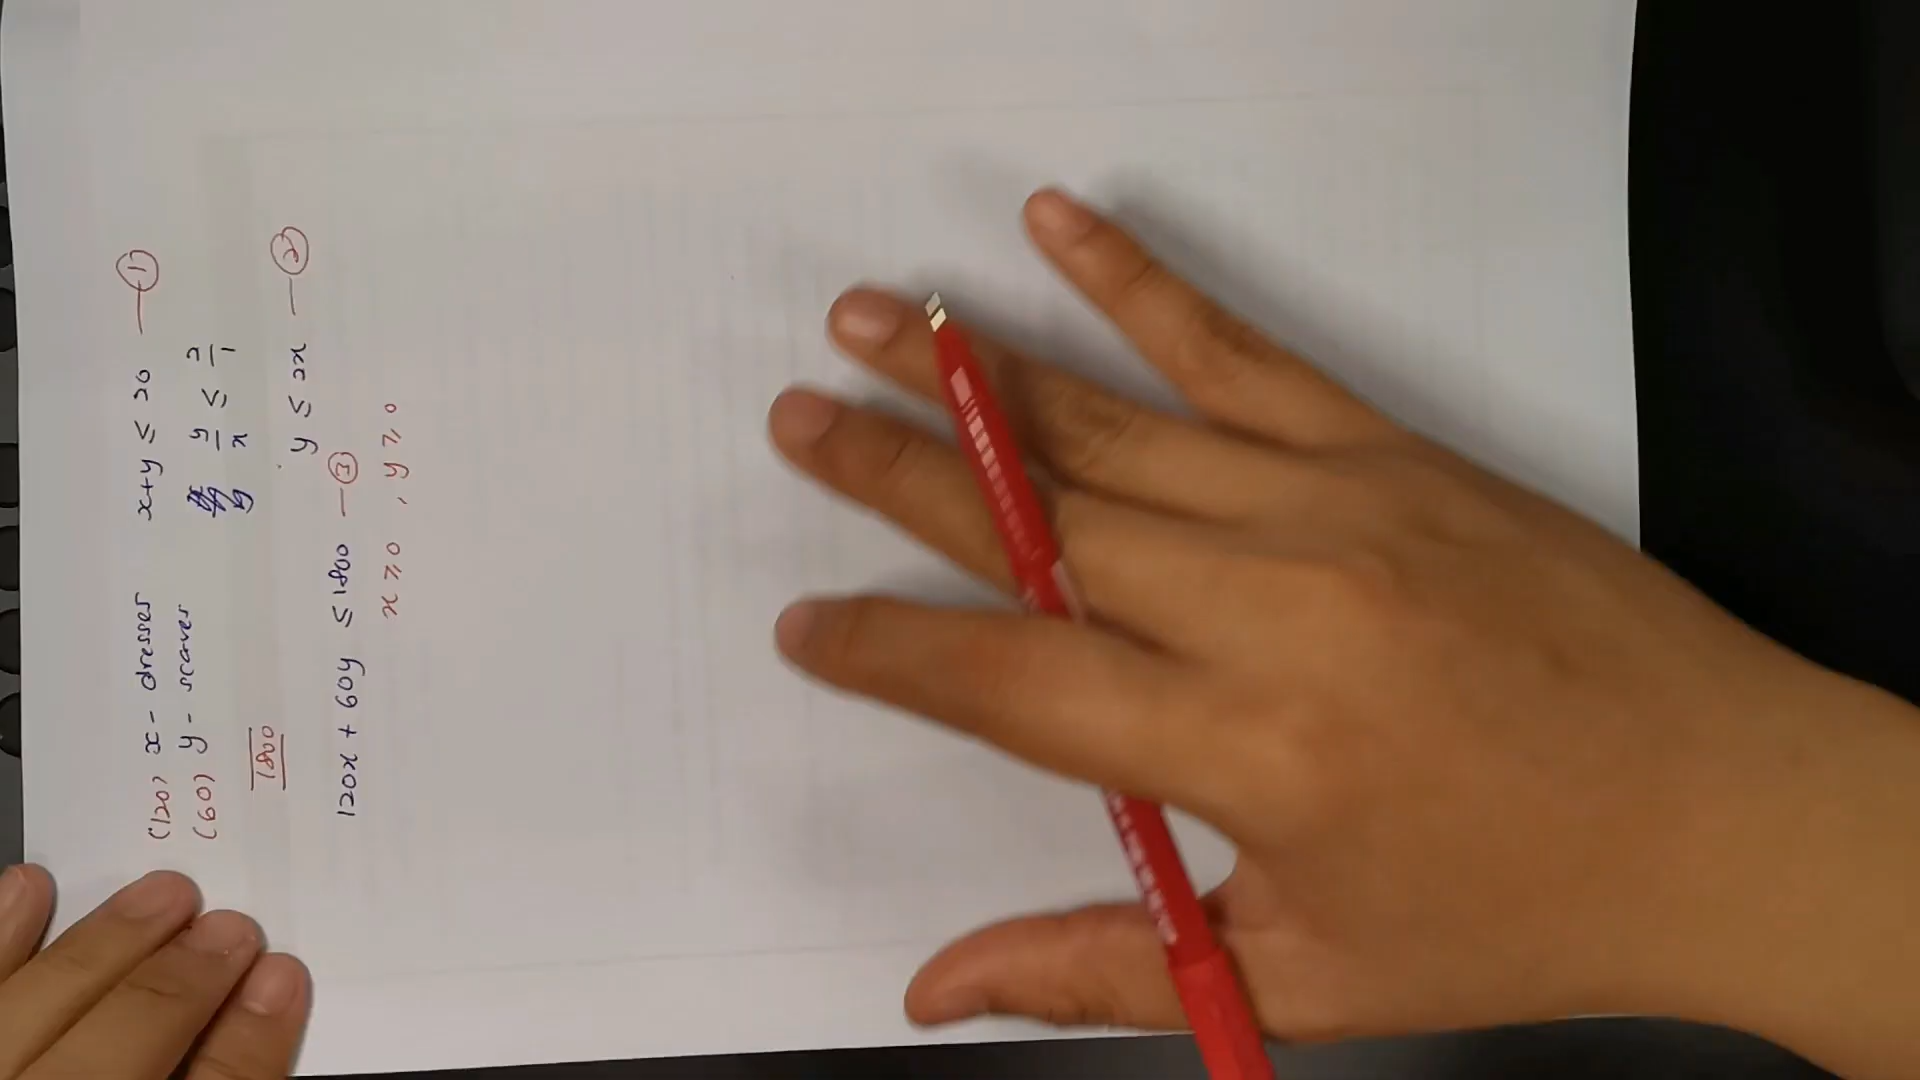 (120) x - dresses x+y ≤ 20 — ①
(60) y - scarves y/x ≤ 2/1
1800
y ≤ 2x — ②
120x + 60y ≤ 1800 — ③
x ≥ 0 , y ≥ 0